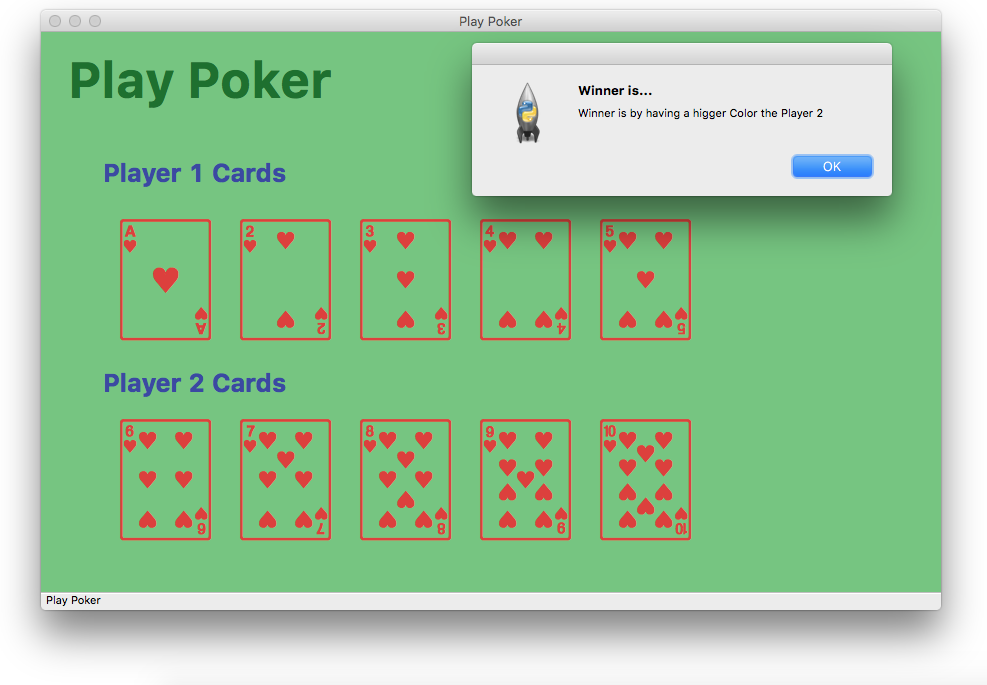 Play Poker
Play Poker
Winner is...
Winner is by having a higger Color the Player 2
OK
Player 1 Cards
A 2 3 4 5
A 2 3 4 5
Player 2 Cards
6 7 8 9 10
6 7 8 9 10
Play Poker